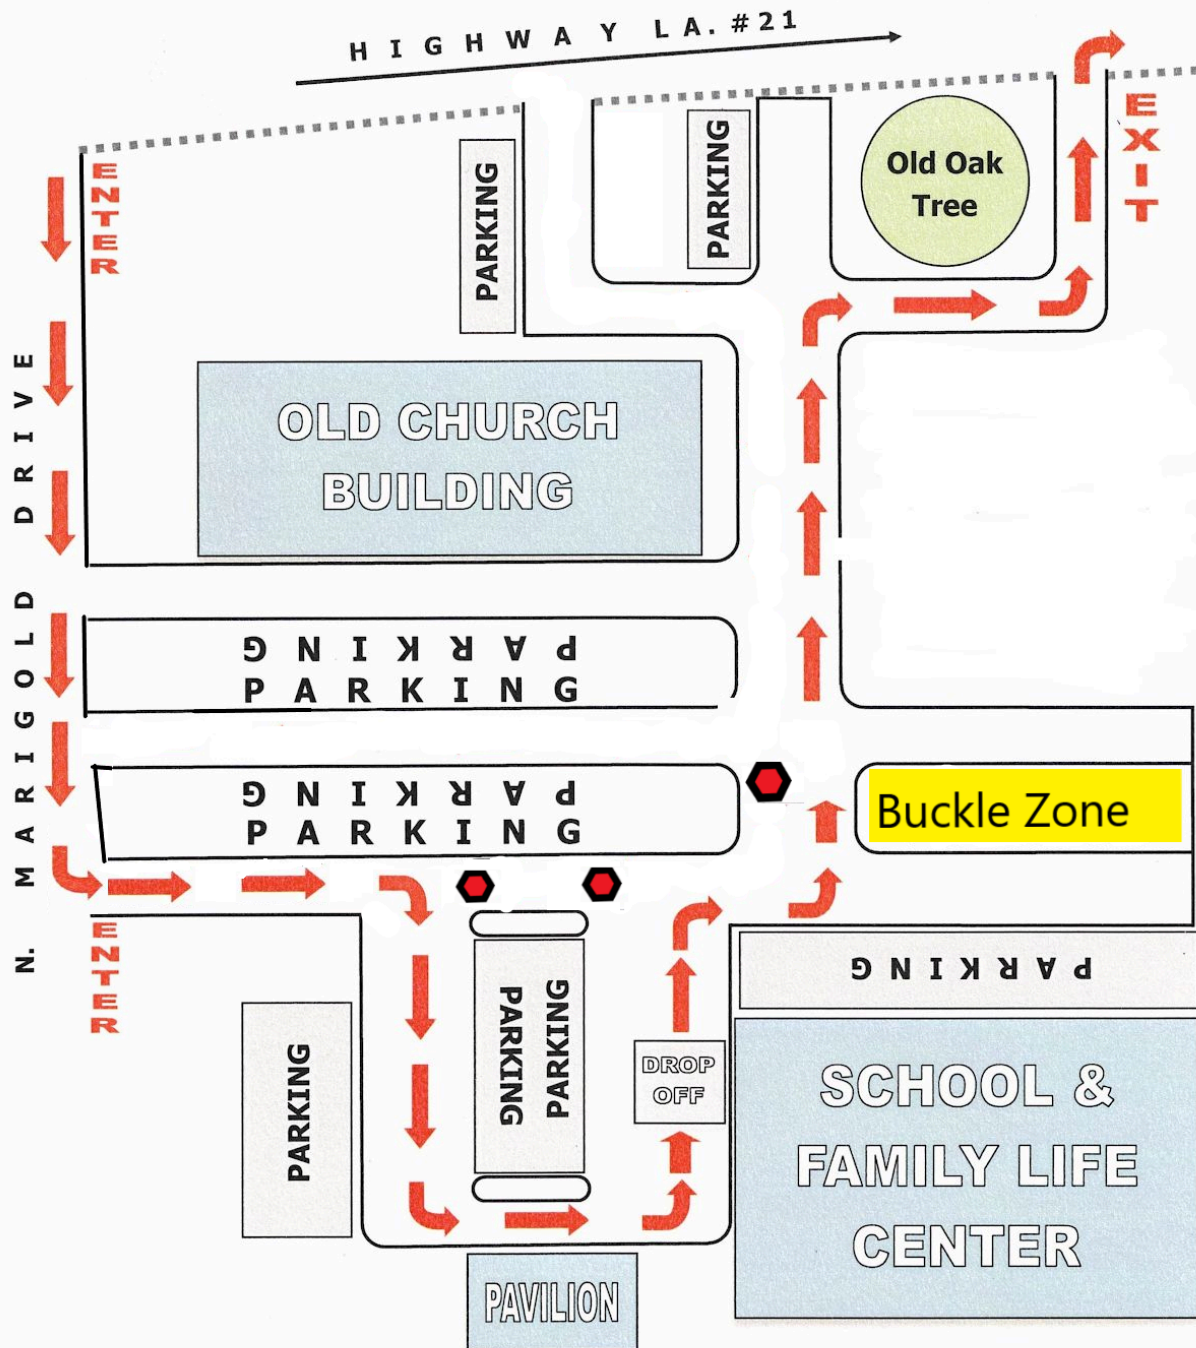 HIGHWAY LA. #21
ENTER
EXIT
PARKING
PARKING
Old Oak
Tree
N. MARIGOLD DRIVE
OLD CHURCH
BUILDING
PARKING
PARKING
PARKING
PARKING
Buckle Zone
ENTER
PARKING
PARKING
PARKING
PARKING
DROP
OFF
SCHOOL &
FAMILY LIFE
CENTER
PAVILION